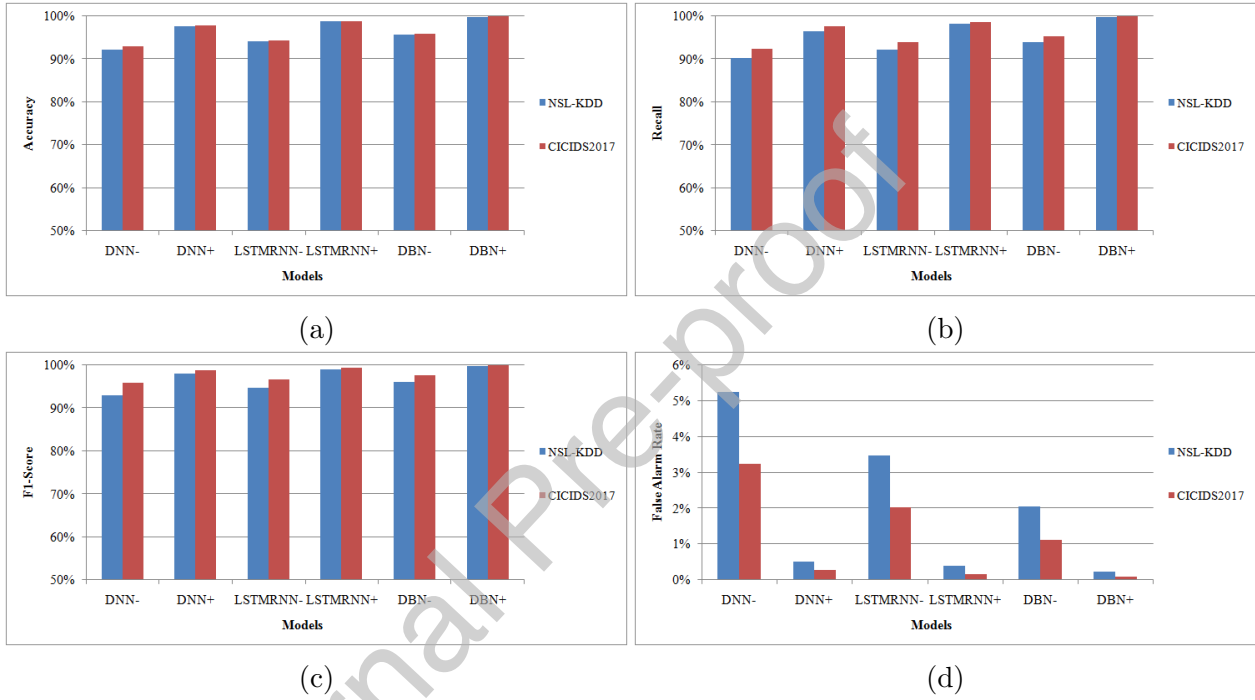 100%
90%
80%
70%
60%
50%
Accuracy
DNN- DNN+ LSTMRNN- LSTMRNN+ DBN- DBN+
Models
NSL-KDD
CICIDS2017
(a)
100%
90%
80%
70%
60%
50%
Recall
DNN- DNN+ LSTMRNN- LSTMRNN+ DBN- DBN+
Models
NSL-KDD
CICIDS2017
(b)
100%
90%
80%
70%
60%
50%
F1-Score
DNN- DNN+ LSTMRNN- LSTMRNN+ DBN- DBN+
Models
NSL-KDD
CICIDS2017
(c)
6%
5%
4%
3%
2%
1%
0%
False Alarm Rate
DNN- DNN+ LSTMRNN- LSTMRNN+ DBN- DBN+
Models
NSL-KDD
CICIDS2017
(d)
rnal Pre-proof